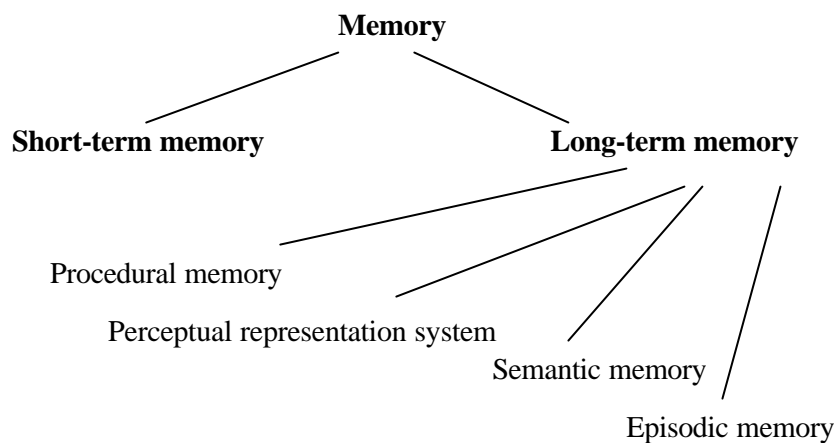 Memory
Short-term memory
Long-term memory
Procedural memory
Perceptual representation system
Semantic memory
Episodic memory